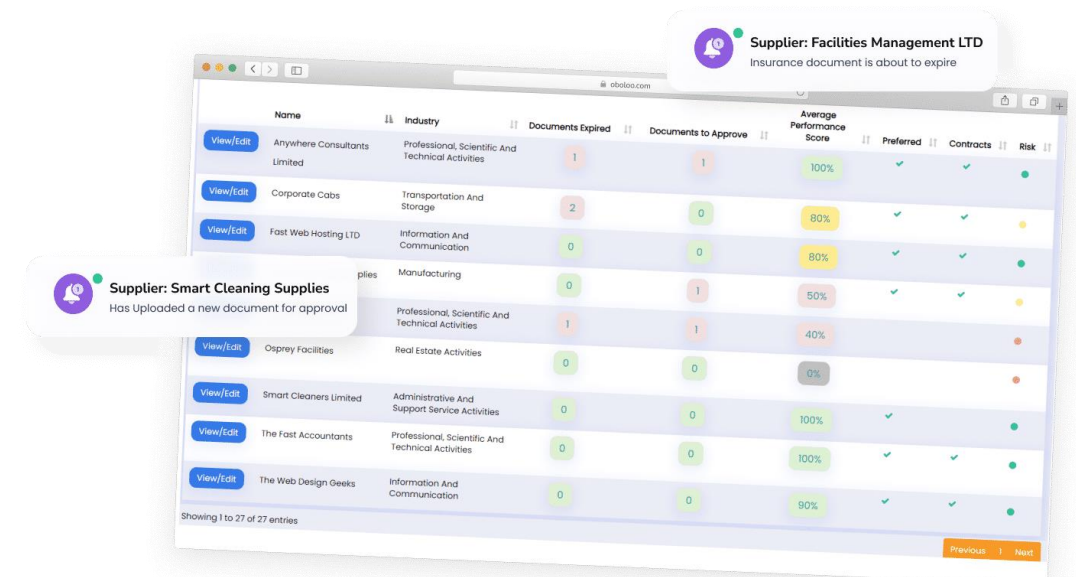 Supplier: Facilities Management LTD
Insurance document is about to expire
oboloo.com
Name Industry Documents Expired Documents to Approve Average Performance Score Preferred Contracts Risk
View/Edit Anywhere Consultants Limited Professional, Scientific And Technical Activities 1 1 100%
View/Edit Corporate Cabs Transportation And Storage 2 0 80%
View/Edit Fast Web Hosting LTD Information And Communication 0 0 80%
plies Manufacturing 0 1 50%
Supplier: Smart Cleaning Supplies
Has Uploaded a new document for approval
Professional, Scientific And Technical Activities 1 1 40%
View/Edit Osprey Facilities Real Estate Activities 0 0 0%
View/Edit Smart Cleaners Limited Administrative And Support Service Activities 0 0 100%
View/Edit The Fast Accountants Professional, Scientific And Technical Activities 0 0 100%
View/Edit The Web Design Geeks Information And Communication 0 0 90%
Showing 1 to 27 of 27 entries
Previous 1 Next